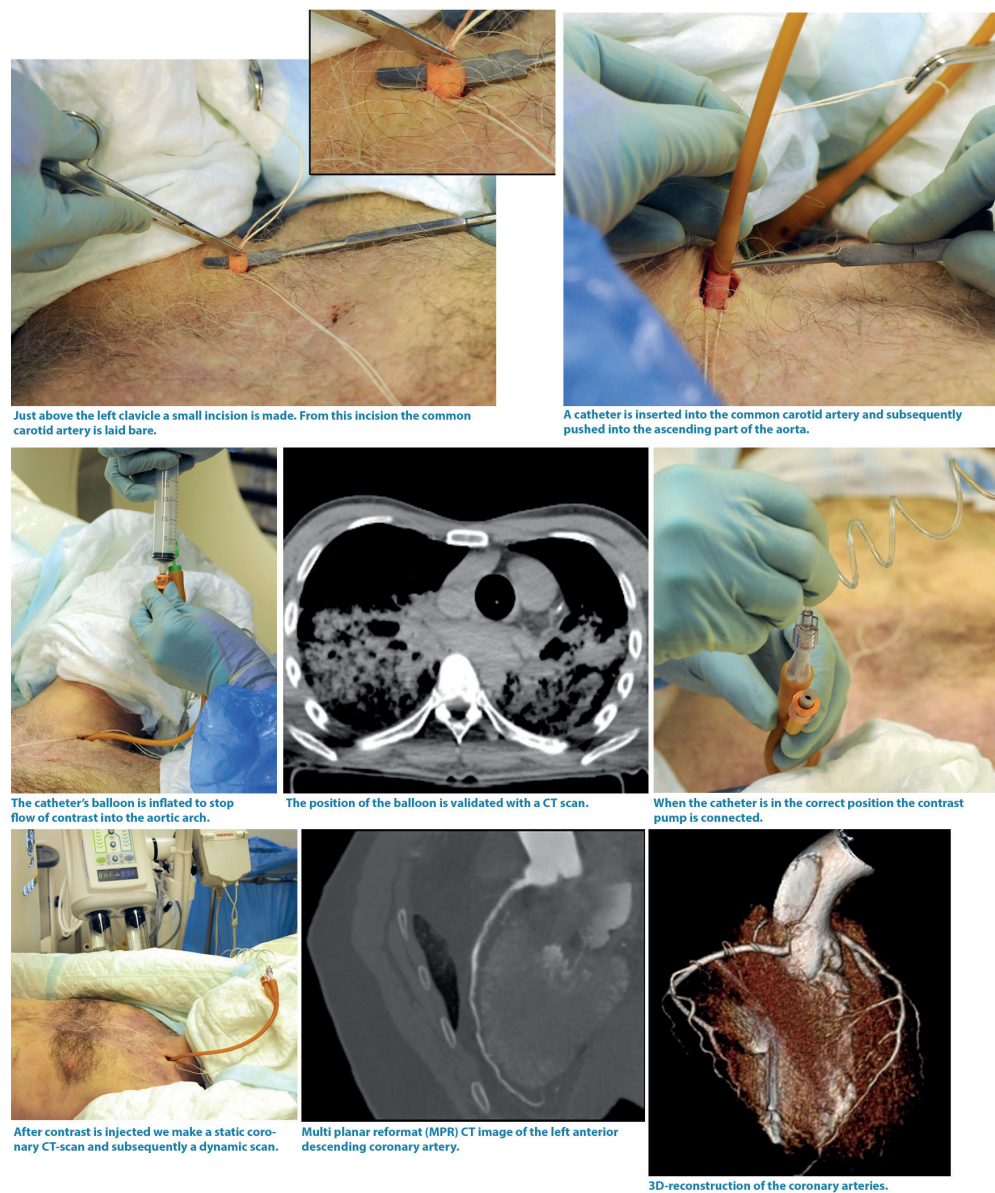 Just above the left clavicle a small incision is made. From this incision the common
carotid artery is laid bare.
A catheter is inserted into the common carotid artery and subsequently
pushed into the ascending part of the aorta.
The catheter's balloon is inflated to stop
flow of contrast into the aortic arch.
The position of the balloon is validated with a CT scan.
When the catheter is in the correct position the contrast
pump is connected.
After contrast is injected we make a static coro-
nary CT-scan and subsequently a dynamic scan.
Multi planar reformat (MPR) CT image of the left anterior
descending coronary artery.
3D-reconstruction of the coronary arteries.